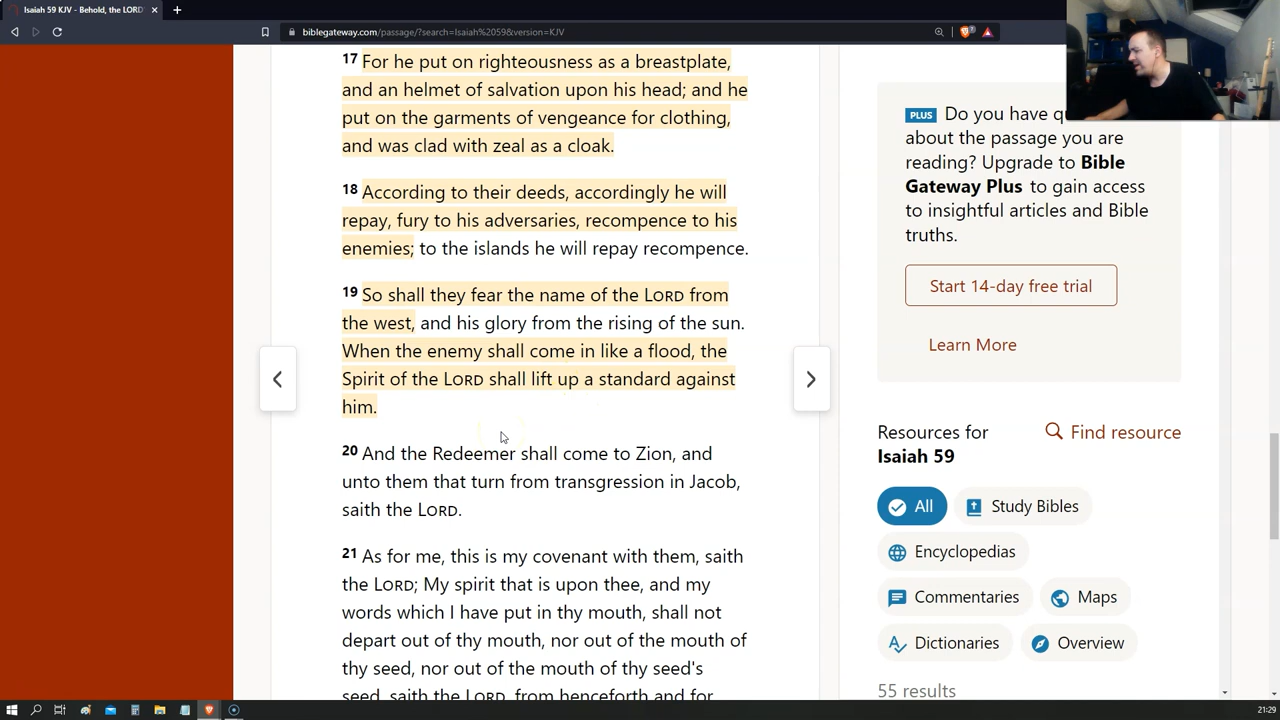 Isaiah 59 KJV - Behold, the LORD
biblegateway.com/passage/?search=Isaiah%2059&version=KJV
17 For he put on righteousness as a breastplate,
and an helmet of salvation upon his head; and he
put on the garments of vengeance for clothing,
and was clad with zeal as a cloak.
18 According to their deeds, accordingly he will
repay, fury to his adversaries, recompence to his
enemies; to the islands he will repay recompence.
19 So shall they fear the name of the LORD from
the west, and his glory from the rising of the sun.
When the enemy shall come in like a flood, the
Spirit of the LORD shall lift up a standard against
him.
20 And the Redeemer shall come to Zion, and
unto them that turn from transgression in Jacob,
saith the LORD.
21 As for me, this is my covenant with them, saith
the LORD; My spirit that is upon thee, and my
words which I have put in thy mouth, shall not
depart out of thy mouth, nor out of the mouth of
thy seed, nor out of the mouth of thy seed's
seed, saith the LORD, from henceforth and for
PLUS Do you have
about the passage you are
reading? Upgrade to Bible
Gateway Plus to gain access
to insightful articles and Bible
truths.
Start 14-day free trial
Learn More
Resources for
Isaiah 59
Find resource
All
Study Bibles
Encyclopedias
Commentaries
Maps
Dictionaries
Overview
55 results
21:29